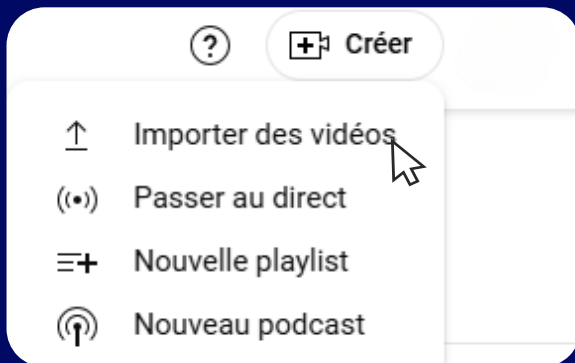 Créer
Importer des vidéos
Passer au direct
Nouvelle playlist
Nouveau podcast